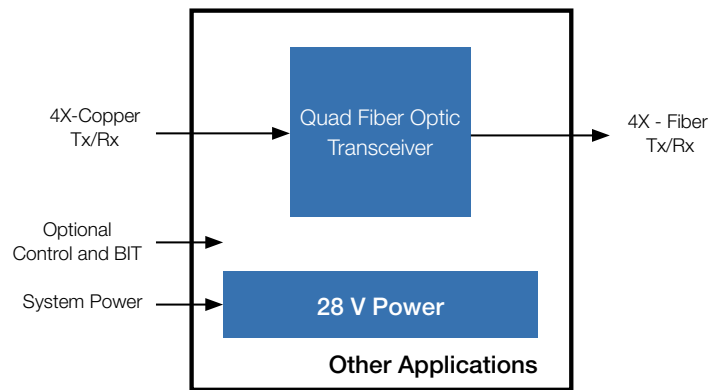 4X-Copper
Tx/Rx
Quad Fiber Optic
Transceiver
4X - Fiber
Tx/Rx
Optional
Control and BIT
System Power
28 V Power
Other Applications